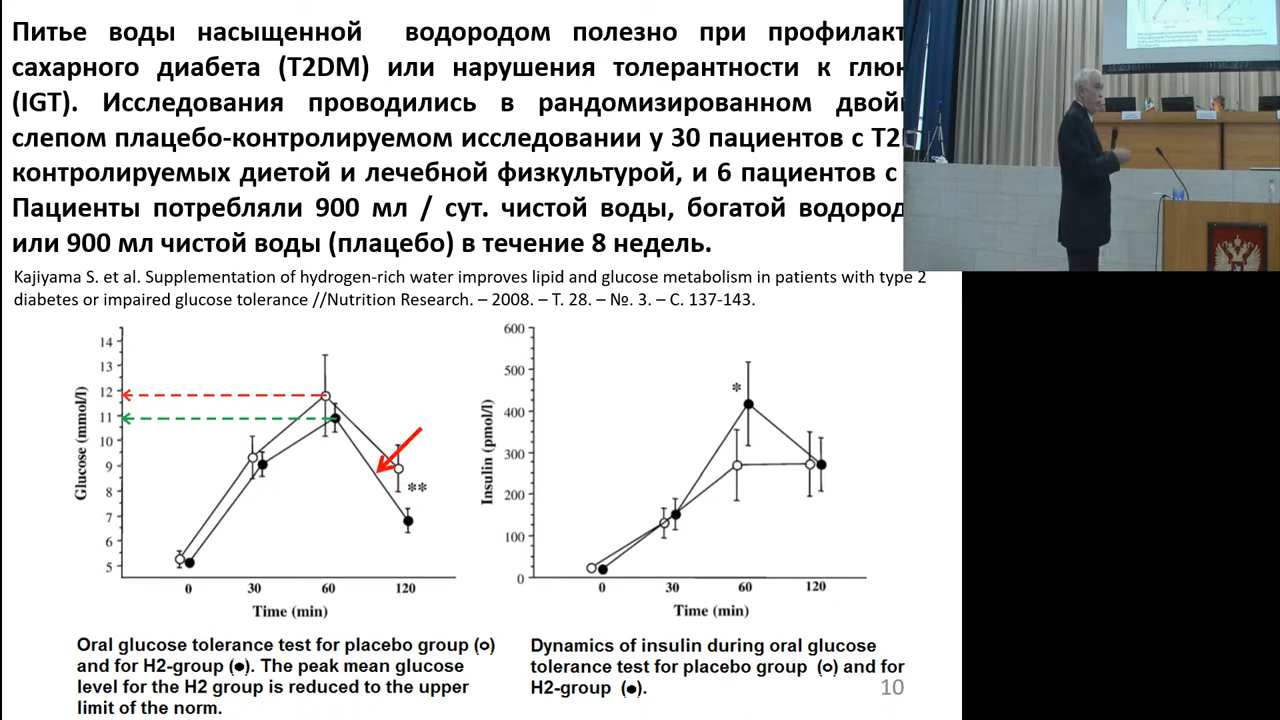 Питье воды насыщенной водородом полезно при профилакт
сахарного диабета (T2DM) или нарушения толерантности к глюк
(IGT). Исследования проводились в рандомизированном двой
слепом плацебо-контролируемом исследовании у 30 пациентов с T2
контролируемых диетой и лечебной физкультурой, и 6 пациентов с
Пациенты потребляли 900 мл / сут. чистой воды, богатой водород
или 900 мл чистой воды (плацебо) в течение 8 недель.
Kajiyama S. et al. Supplementation of hydrogen-rich water improves lipid and glucose metabolism in patients with type 2
diabetes or impaired glucose tolerance //Nutrition Research. – 2008. – Т. 28. – №. 3. – С. 137-143.
Glucose (mmol/l)
14
13
12
11
10
9
8
7
6
5
**
0 30 60 120
Time (min)
Insulin (pmol/l)
600
500
400
300
200
100
0
*
0 30 60 120
Time (min)
Oral glucose tolerance test for placebo group (o)
and for H2-group (●). The peak mean glucose
level for the H2 group is reduced to the upper
limit of the norm.
Dynamics of insulin during oral glucose
tolerance test for placebo group (o) and for
H2-group (●).
10